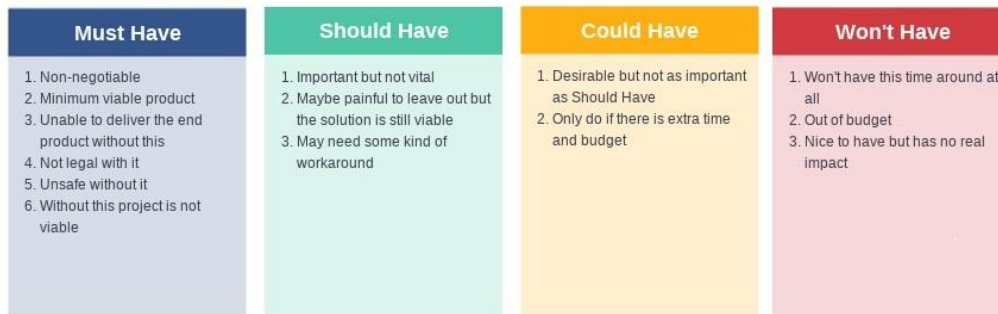 Must Have
1. Non-negotiable
2. Minimum viable product
3. Unable to deliver the end
product without this
4. Not legal with it
5. Unsafe without it
6. Without this project is not
viable
Should Have
1. Important but not vital
2. Maybe painful to leave out but
the solution is still viable
3. May need some kind of
workaround
Could Have
1. Desirable but not as important
as Should Have
2. Only do if there is extra time
and budget
Won't Have
1. Won't have this time around at
all
2. Out of budget
3. Nice to have but has no real
impact